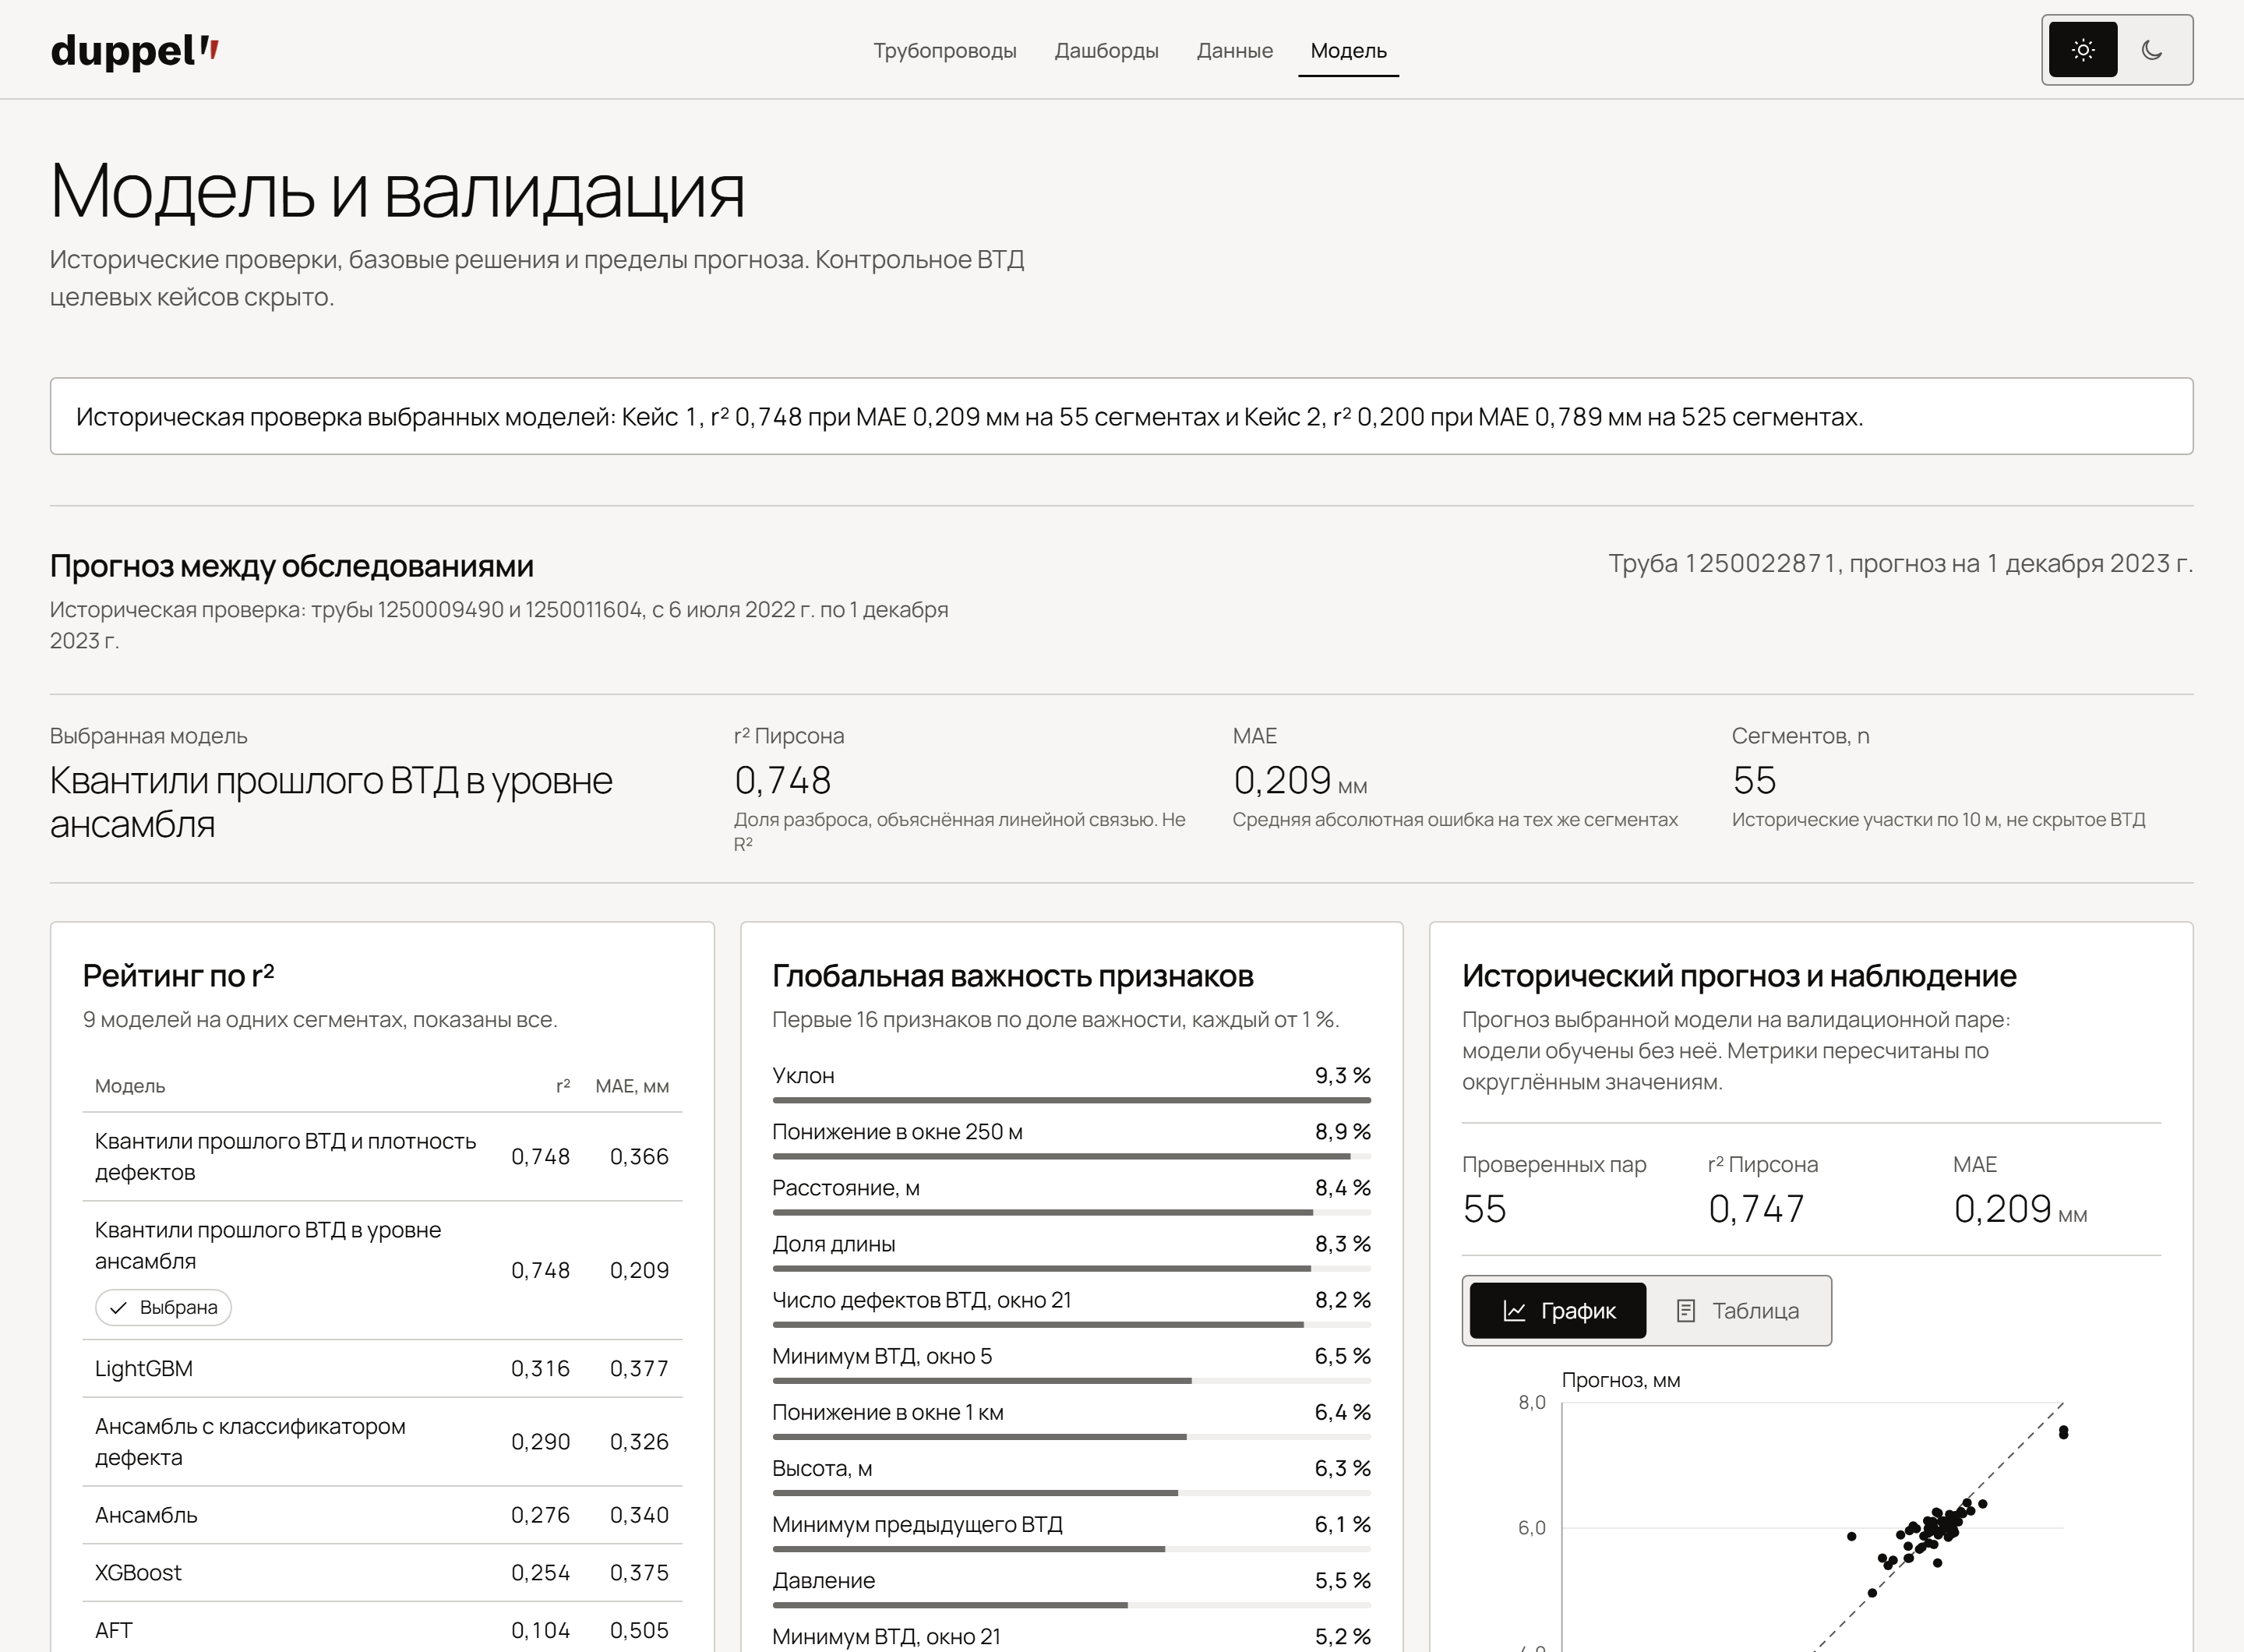 duppel
Трубопроводы
Дашборды
Данные
Модель
Модель и валидация
Исторические проверки, базовые решения и пределы прогноза. Контрольное ВТД
целевых кейсов скрыто.
Историческая проверка выбранных моделей: Кейс 1, r² 0,748 при MAE 0,209 мм на 55 сегментах и Кейс 2, r² 0,200 при MAE 0,789 мм на 525 сегментах.
Прогноз между обследованиями
Труба 1250022871, прогноз на 1 декабря 2023 г.
Историческая проверка: трубы 1250009490 и 1250011604, с 6 июля 2022 г. по 1 декабря
2023 г.
Выбранная модель
Квантили прошлого ВТД в уровне
ансамбля
r² Пирсона
0,748
Доля разброса, объяснённая линейной связью. Не
R²
MAE
0,209 мм
Средняя абсолютная ошибка на тех же сегментах
Сегментов, n
55
Исторические участки по 10 м, не скрытое ВТД
Рейтинг по r²
9 моделей на одних сегментах, показаны все.
Модель r² MAE, мм
Квантили прошлого ВТД и плотность
дефектов
0,748 0,366
Квантили прошлого ВТД в уровне
ансамбля
0,748 0,209
Выбрана
LightGBM 0,316 0,377
Ансамбль с классификатором
дефекта
0,290 0,326
Ансамбль 0,276 0,340
XGBoost 0,254 0,375
AFT 0,104 0,505
Глобальная важность признаков
Первые 16 признаков по доле важности, каждый от 1 %.
Уклон 9,3 %
Понижение в окне 250 м 8,9 %
Расстояние, м 8,4 %
Доля длины 8,3 %
Число дефектов ВТД, окно 21 8,2 %
Минимум ВТД, окно 5 6,5 %
Понижение в окне 1 км 6,4 %
Высота, м 6,3 %
Минимум предыдущего ВТД 6,1 %
Давление 5,5 %
Минимум ВТД, окно 21 5,2 %
Исторический прогноз и наблюдение
Прогноз выбранной модели на валидационной паре:
модели обучены без неё. Метрики пересчитаны по
округлённым значениям.
Проверенных пар
55
r² Пирсона
0,747
MAE
0,209 мм
График
Таблица
Прогноз, мм
8,0
6,0